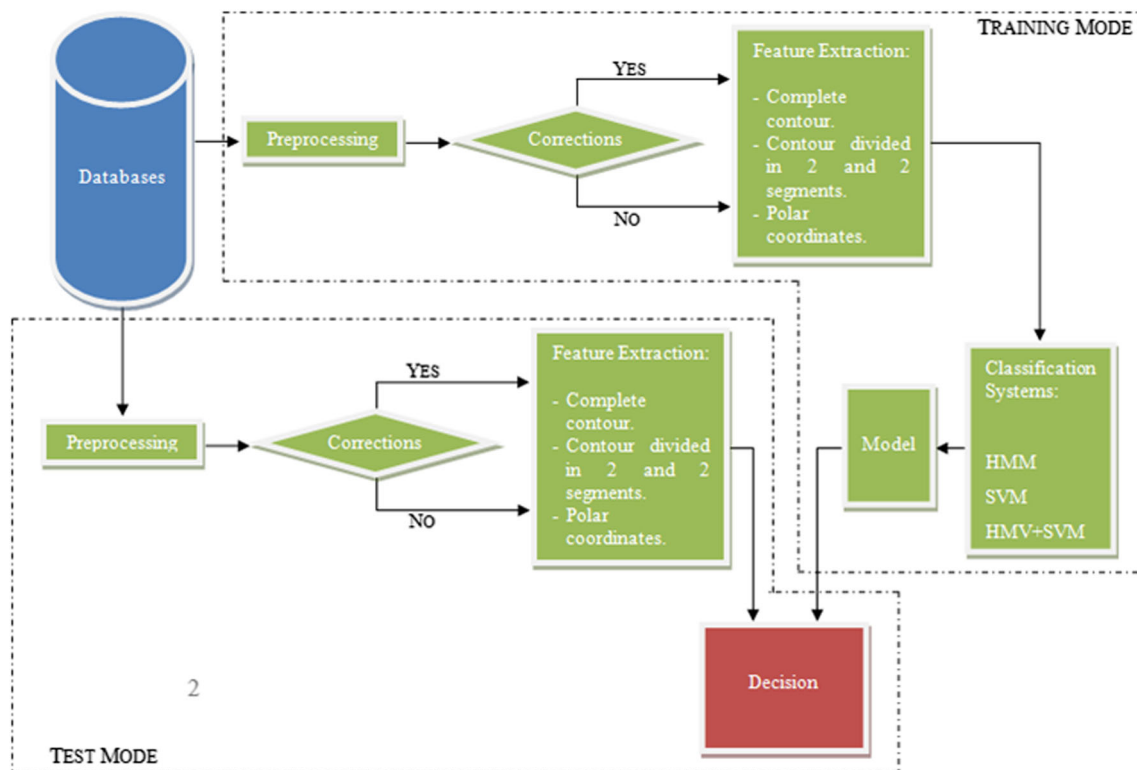 TRAINING MODE
Databases
Preprocessing
Corrections
YES
NO
Feature Extraction:
- Complete
contour.
- Contour divided
in 2 and 2
segments.
- Polar
coordinates.
Classification
Systems:
HMM
SVM
HMV+SVM
Model
Preprocessing
Corrections
YES
NO
Feature Extraction:
- Complete
contour.
- Contour divided
in 2 and 2
segments.
- Polar
coordinates.
Decision
2
TEST MODE